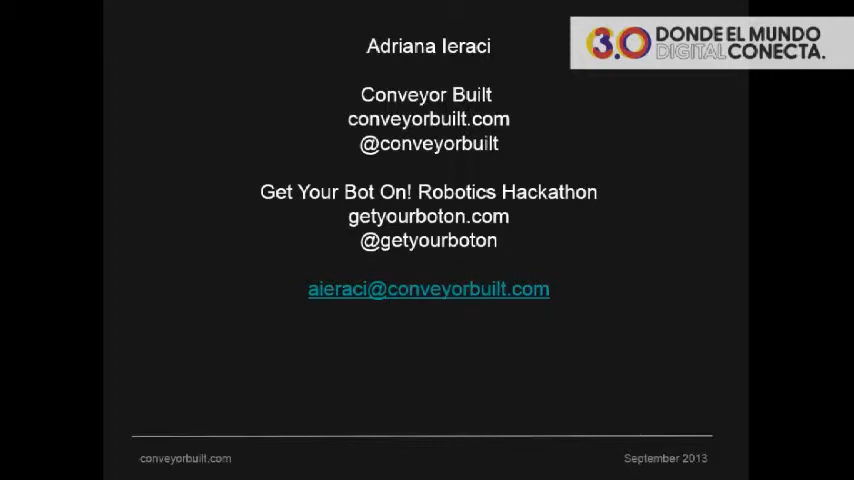 Adriana Ieraci
3.0 DONDE EL MUNDO
DIGITAL CONECTA.
Conveyor Built
conveyorbuilt.com
@conveyorbuilt
Get Your Bot On! Robotics Hackathon
getyourboton.com
@getyourboton
aieraci@conveyorbuilt.com
conveyorbuilt.com
September 2013